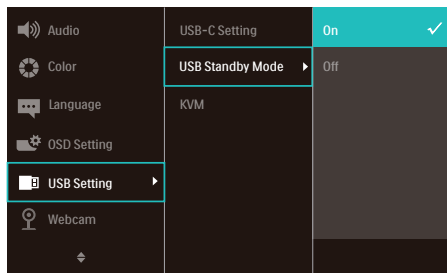 Audio
Color
Language
OSD Setting
USB Setting
Webcam
USB-C Setting
USB Standby Mode
KVM
On
Off